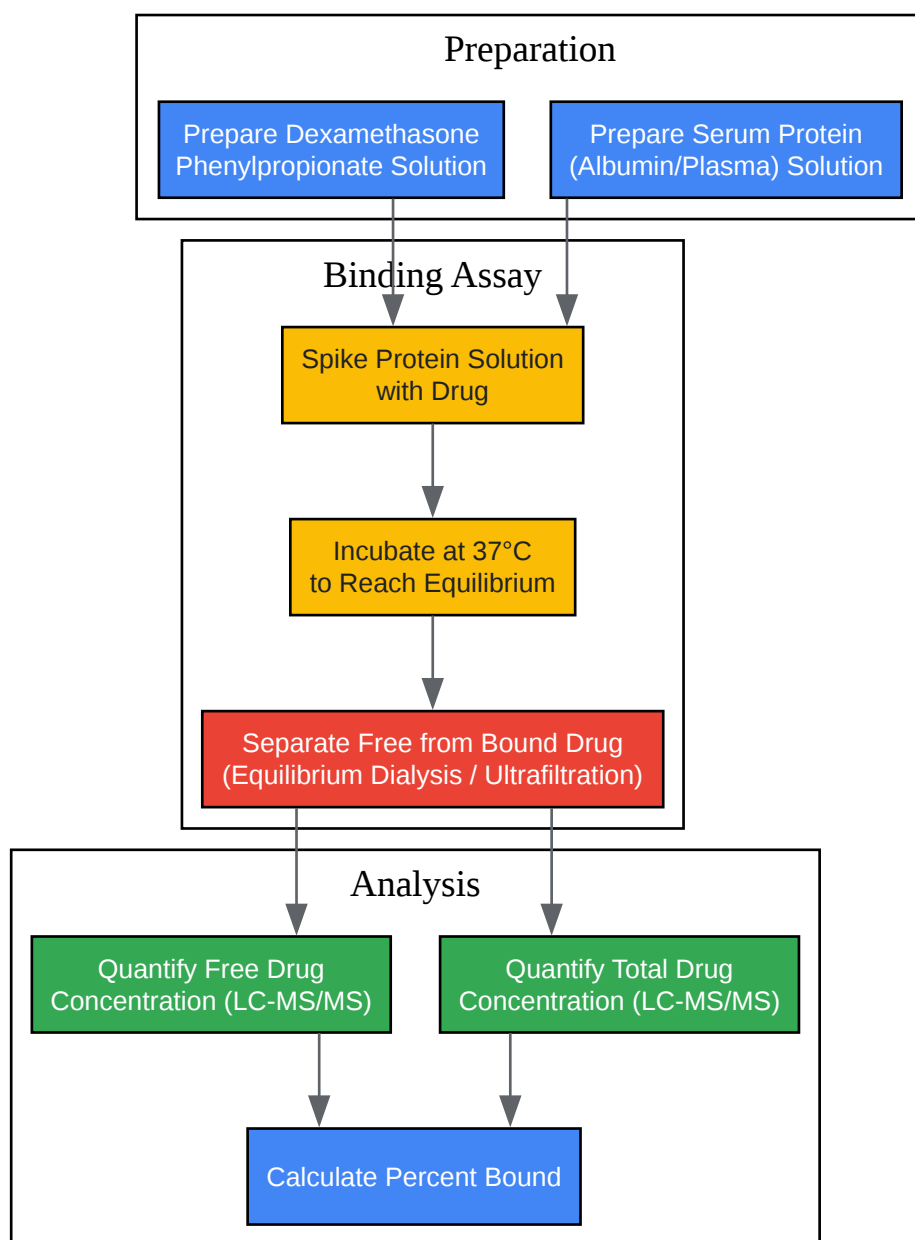 Preparation
Prepare Dexamethasone
Phenylpropionate Solution
Prepare Serum Protein
(Albumin/Plasma) Solution
Binding Assay
Spike Protein Solution
with Drug
Incubate at 37°C
to Reach Equilibrium
Separate Free from Bound Drug
(Equilibrium Dialysis / Ultrafiltration)
Analysis
Quantify Free Drug
Concentration (LC-MS/MS)
Quantify Total Drug
Concentration (LC-MS/MS)
Calculate Percent Bound